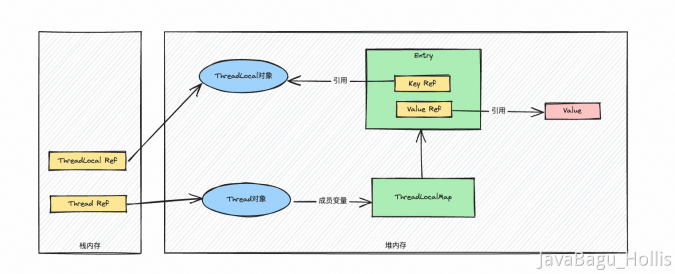 Entry
ThreadLocal对象
引用
Key Ref
Value Ref
引用
Value
ThreadLocal Ref
Thread Ref
Thread对象
成员变量
ThreadLocalMap
栈内存
堆内存
JavaBagu_Hollis